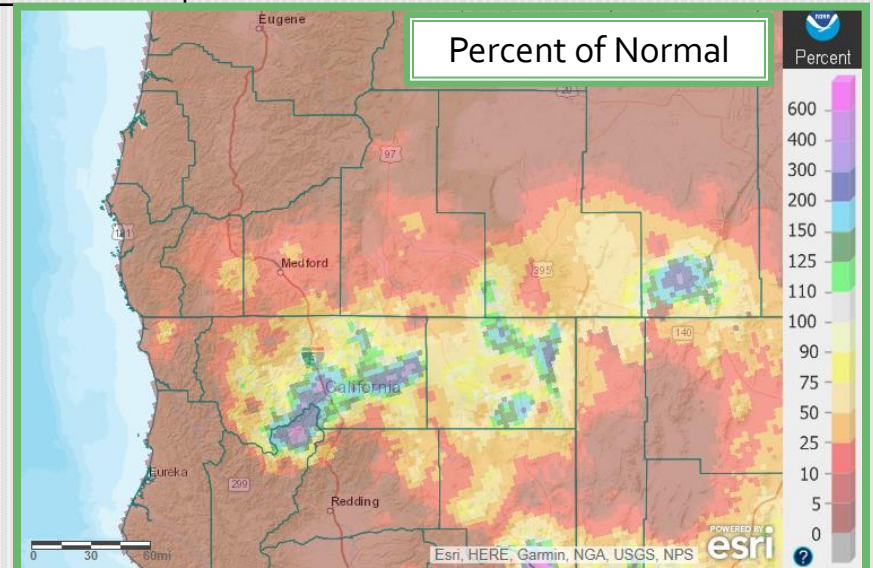 Eugene
Percent of Normal
noaa
Percent
20
97
101
Medford
395
140
California
Eureka
299
Redding
600
400
300
200
150
125
110
100
90
75
50
25
10
5
0
0 30 60mi
Esri, HERE, Garmin, NGA, USGS, NPS
POWERED BY
esri
?